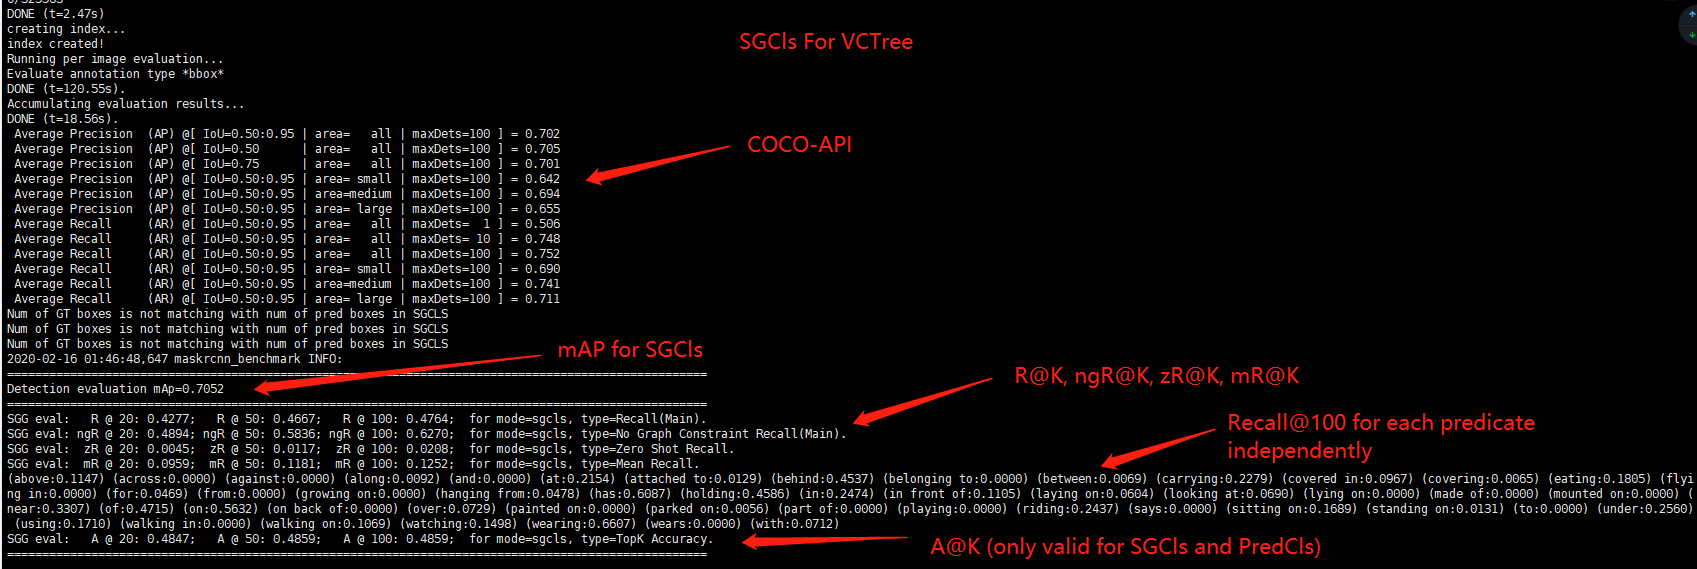 DONE (t=2.47s)
creating index...
index created!
Running per image evaluation...
Evaluate annotation type *bbox*
DONE (t=120.55s).
Accumulating evaluation results...
DONE (t=18.56s).
Average Precision  (AP) @[ IoU=0.50:0.95 | area=   all | maxDets=100 ] = 0.702
Average Precision  (AP) @[ IoU=0.50      | area=   all | maxDets=100 ] = 0.705
Average Precision  (AP) @[ IoU=0.75      | area=   all | maxDets=100 ] = 0.701
Average Precision  (AP) @[ IoU=0.50:0.95 | area= small | maxDets=100 ] = 0.642
Average Precision  (AP) @[ IoU=0.50:0.95 | area=medium | maxDets=100 ] = 0.694
Average Precision  (AP) @[ IoU=0.50:0.95 | area= large | maxDets=100 ] = 0.655
Average Recall     (AR) @[ IoU=0.50:0.95 | area=   all | maxDets=  1 ] = 0.506
Average Recall     (AR) @[ IoU=0.50:0.95 | area=   all | maxDets= 10 ] = 0.748
Average Recall     (AR) @[ IoU=0.50:0.95 | area=   all | maxDets=100 ] = 0.752
Average Recall     (AR) @[ IoU=0.50:0.95 | area= small | maxDets=100 ] = 0.690
Average Recall     (AR) @[ IoU=0.50:0.95 | area=medium | maxDets=100 ] = 0.741
Average Recall     (AR) @[ IoU=0.50:0.95 | area= large | maxDets=100 ] = 0.711
Num of GT boxes is not matching with num of pred boxes in SGCLS
Num of GT boxes is not matching with num of pred boxes in SGCLS
Num of GT boxes is not matching with num of pred boxes in SGCLS
2020-02-16 01:46:48,647 maskrcnn_benchmark INFO:
====================================================================================================
Detection evaluation mAp=0.7052
====================================================================================================
SGG eval:   R @ 20: 0.4277;   R @ 50: 0.4667;   R @ 100: 0.4764;  for mode=sgcls, type=Recall(Main).
SGG eval: ngR @ 20: 0.4894; ngR @ 50: 0.5836; ngR @ 100: 0.6270;  for mode=sgcls, type=No Graph Constraint Recall(Main).
SGG eval:  zR @ 20: 0.0045;  zR @ 50: 0.0117;  zR @ 100: 0.0208;  for mode=sgcls, type=Zero Shot Recall.
SGG eval:  mR @ 20: 0.0959;  mR @ 50: 0.1181;  mR @ 100: 0.1252;  for mode=sgcls, type=Mean Recall.
(above:0.1147) (across:0.0000) (against:0.0000) (along:0.0092) (and:0.0000) (at:0.2154) (attached to:0.0129) (behind:0.4537) (belonging to:0.0000) (between:0.0069) (carrying:0.2279) (covered in:0.0967) (covering:0.0065) (eating:0.1805) (flyi
ng in:0.0000) (for:0.0469) (from:0.0000) (growing on:0.0000) (hanging from:0.0478) (has:0.6087) (holding:0.4586) (in:0.2474) (in front of:0.1105) (laying on:0.0604) (looking at:0.0690) (lying on:0.0000) (made of:0.0000) (mounted on:0.0000) (
near:0.3307) (of:0.4715) (on:0.5632) (on back of:0.0000) (over:0.0729) (painted on:0.0000) (parked on:0.0056) (part of:0.0000) (playing:0.0000) (riding:0.2437) (says:0.0000) (sitting on:0.1689) (standing on:0.0131) (to:0.0000) (under:0.2560)
(using:0.1710) (walking in:0.0000) (walking on:0.1069) (watching:0.1498) (wearing:0.6607) (wears:0.0000) (with:0.0712)
SGG eval:   A @ 20: 0.4847;   A @ 50: 0.4859;   A @ 100: 0.4859;  for mode=sgcls, type=TopK Accuracy.
====================================================================================================
SGCls For VCTree
COCO-API
mAP for SGCls
R@K, ngR@K, zR@K, mR@K
Recall@100 for each predicate
independently
A@K (only valid for SGCls and PredCls)